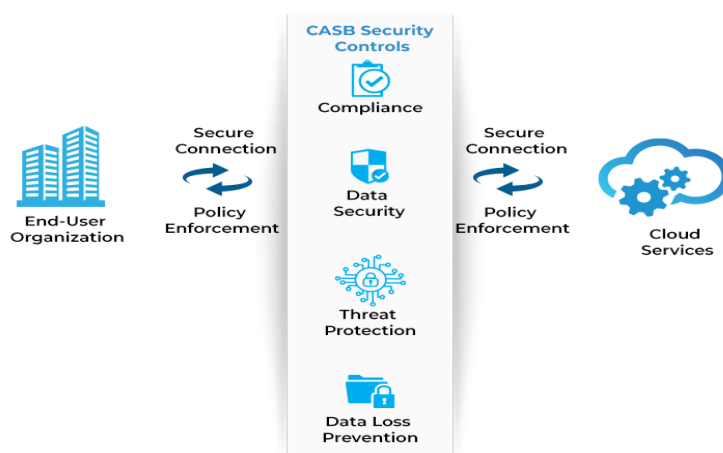 CASB Security
Controls
Compliance
Data
Security
Threat
Protection
Data Loss
Prevention
End-User
Organization
Secure
Connection
Policy
Enforcement
Secure
Connection
Policy
Enforcement
Cloud
Services